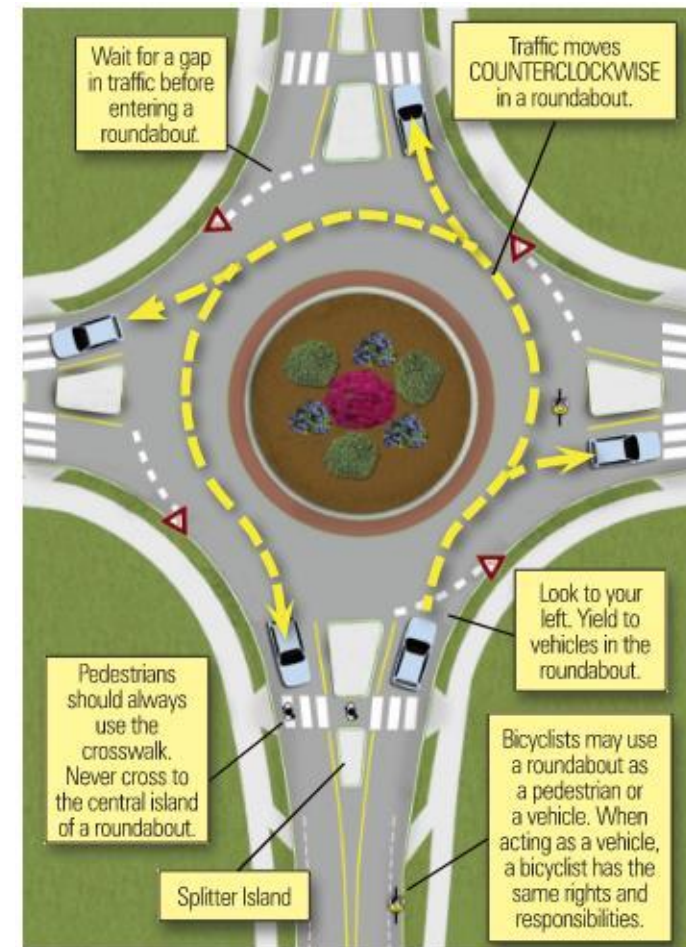 Wait for a gap
in traffic before
entering a
roundabout.
Traffic moves
COUNTERCLOCKWISE
in a roundabout.
Look to your
left. Yield to
vehicles in the
roundabout.
Pedestrians
should always
use the
crosswalk.
Never cross to
the central island
of a roundabout.
Splitter Island
Bicyclists may use
a roundabout as
a pedestrian or
a vehicle. When
acting as a vehicle,
a bicyclist has the
same rights and
responsibilities.